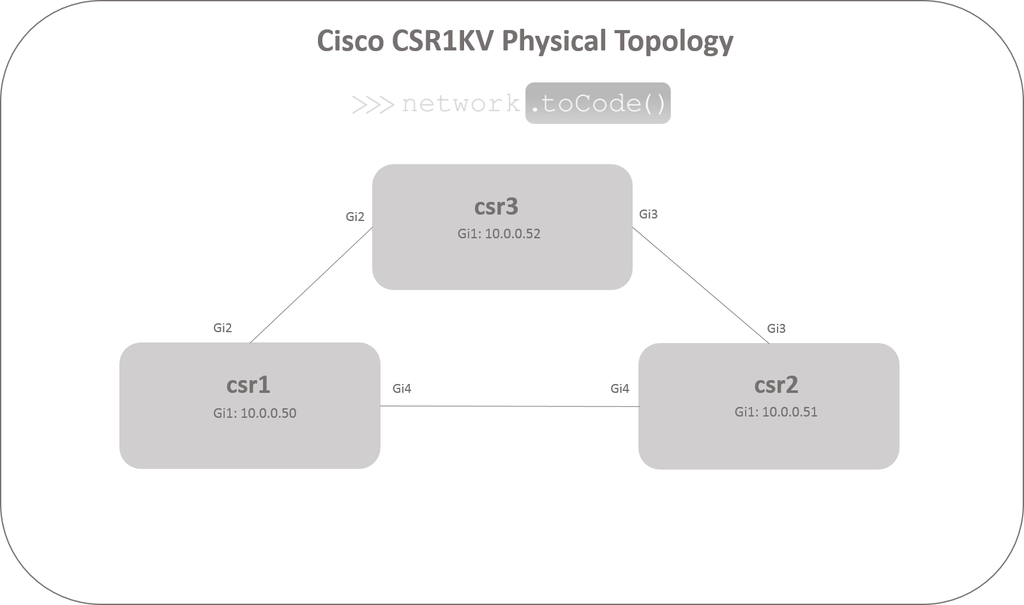 Cisco CSR1KV Physical Topology
>>> network .toCode()
csr3
Gi1: 10.0.0.52
Gi2
Gi3
Gi2
Gi3
csr1
Gi1: 10.0.0.50
Gi4
Gi4
csr2
Gi1: 10.0.0.51